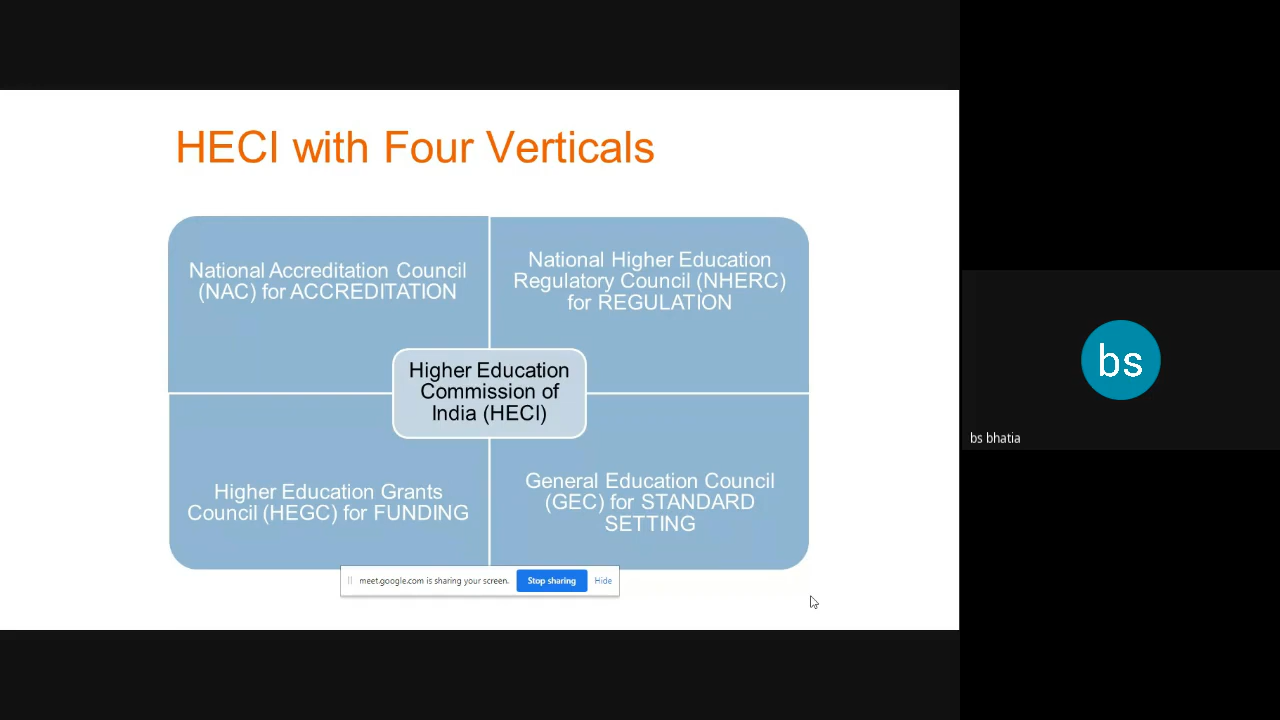 HECI with Four Verticals
National Accreditation Council
(NAC) for ACCREDITATION
National Higher Education
Regulatory Council (NHERC)
for REGULATION
Higher Education
Commission of
India (HECI)
Higher Education Grants
Council (HEGC) for FUNDING
General Education Council
(GEC) for STANDARD
SETTING
meet.google.com is sharing your screen.
Stop sharing
Hide
bs
bs bhatia